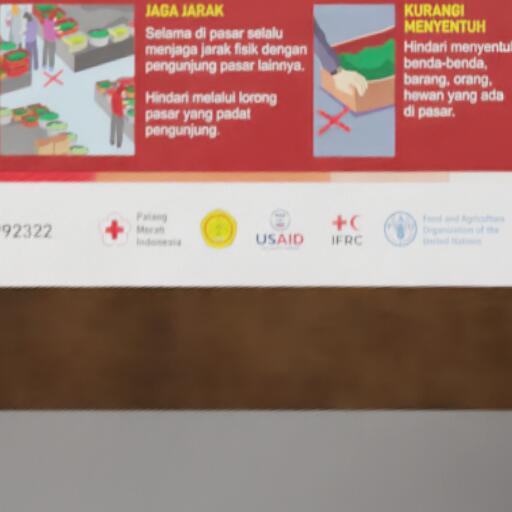 JAGA JARAK
Selama di pasar selalu
menjaga jarak fisik dengan
pengunjung pasar lainnya.
Hindari melalui lorong
pasar yang padat
pengunjung.
KURANGI
MENYENTUH
Hindari menyentuh
benda-benda,
barang, orang,
hewan yang ada
di pasar.
92322
Palang
Merah
Indonesia
USAID
IFRC
Food and Agriculture
Organization of the
United Nations